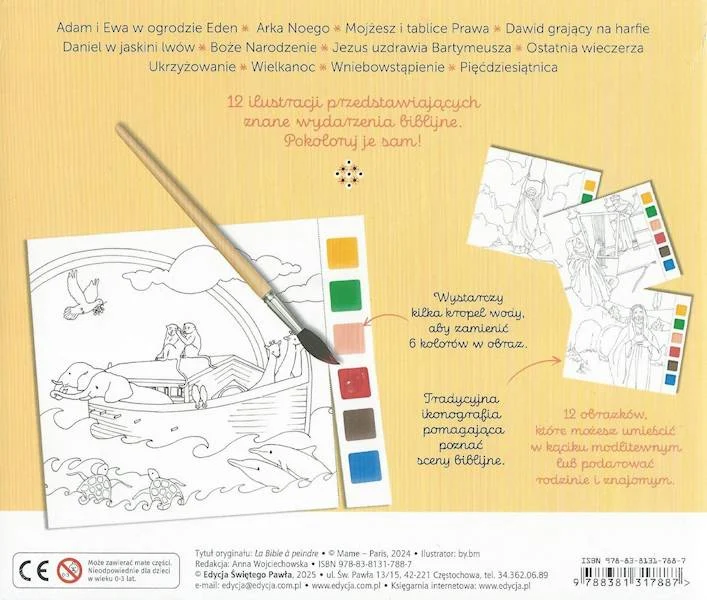 Adam i Ewa w ogrodzie Eden * Arka Noego * Mojżesz i tablice Prawa * Dawid grający na harfie
Daniel w jaskini lwów * Boże Narodzenie * Jezus uzdrawia Bartymeusza * Ostatnia wieczerza
Ukrzyżowanie * Wielkanoc * Wniebowstąpienie * Pięćdziesiątnica
12 ilustracji przedstawiających
znane wydarzenia biblijne.
Pokoloruj je sam!
Wystarczy
kilka kropel wody,
aby zamienić
6 kolorów w obraz.
Tradycyjna
ikonografia
pomagająca
poznać
sceny biblijne.
12 obrazków,
które możesz umieścić
w kąciku modlitewnym
lub podarować
rodzinie i znajomym.
CE
0-3
Może zawierać małe części.
Nieodpowiednie dla dzieci
w wieku 0-3 lat.
Tytuł oryginału: La Bible à peindre • © Mame – Paris, 2024 • Ilustrator: by.bm
Redakcja: Anna Wojciechowska • ISBN 978-83-8131-788-7
© Edycja Świętego Pawła, 2025 • ul. Św. Pawła 13/15, 42-221 Częstochowa, tel. 34.362.06.89
e-mail: edycja@edycja.com.pl • www.edycja.com.pl • Księgarnia internetowa: www.edycja.pl
ISBN 978-83-8131-788-7
9 788381 317887